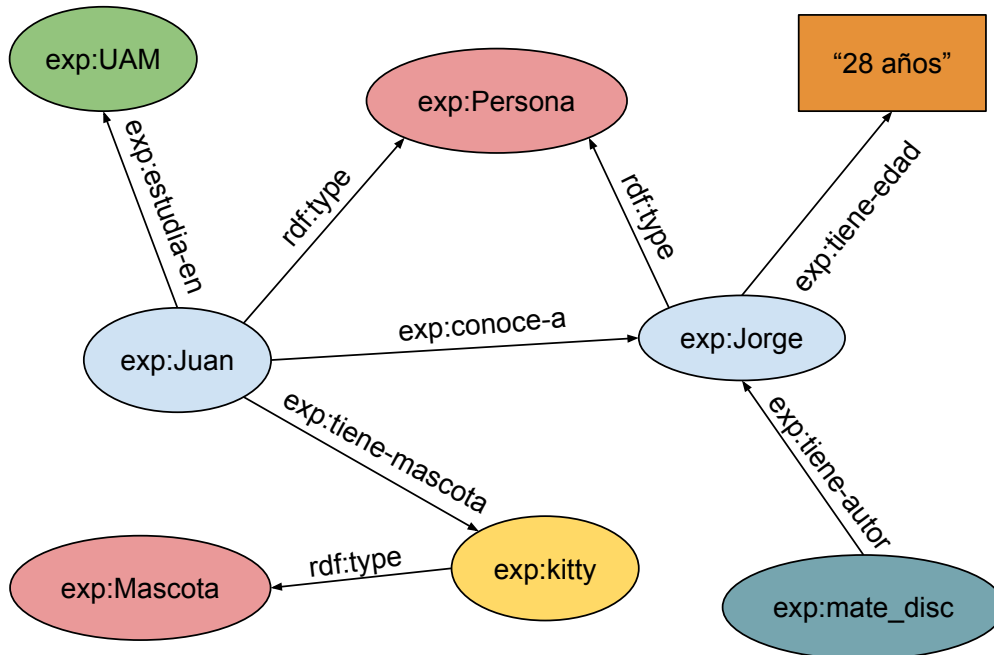 exp:UAM
exp:Persona
“28 años”
exp:estudia-en
rdf:type
rdf:type
exp:tiene-edad
exp:Juan
exp:conoce-a
exp:Jorge
exp:tiene-mascota
exp:tiene-autor
exp:Mascota
rdf:type
exp:kitty
exp:mate_disc